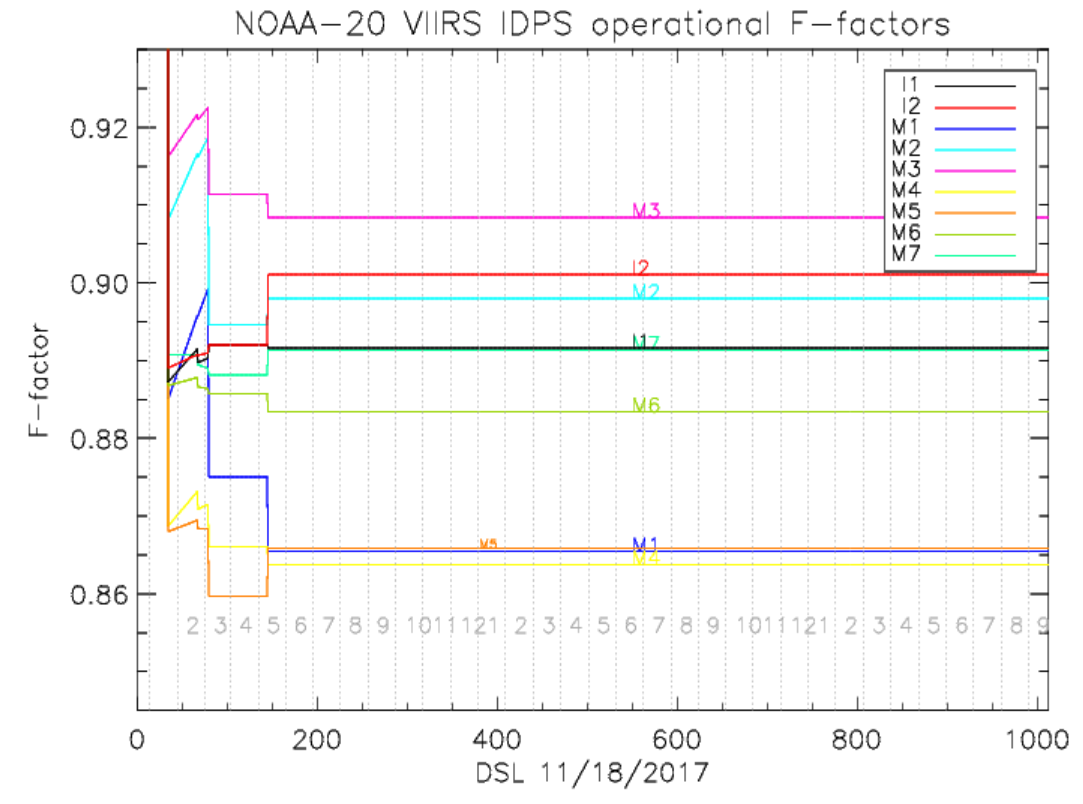 NOAA-20 VIIRS IDPS operational F-factors
I1
I2
M1
M2
M3
M4
M5
M6
M7
0.92
0.90
0.88
0.86
F-factor
M3
I2
M2
I1
M7
M6
M5
M1
M4
2 3 4 5 6 7 8 9 101112 1 2 3 4 5 6 7 8 9 101112 1 2 3 4 5 6 7 8 9
0 200 400 600 800 1000
DSL 11/18/2017